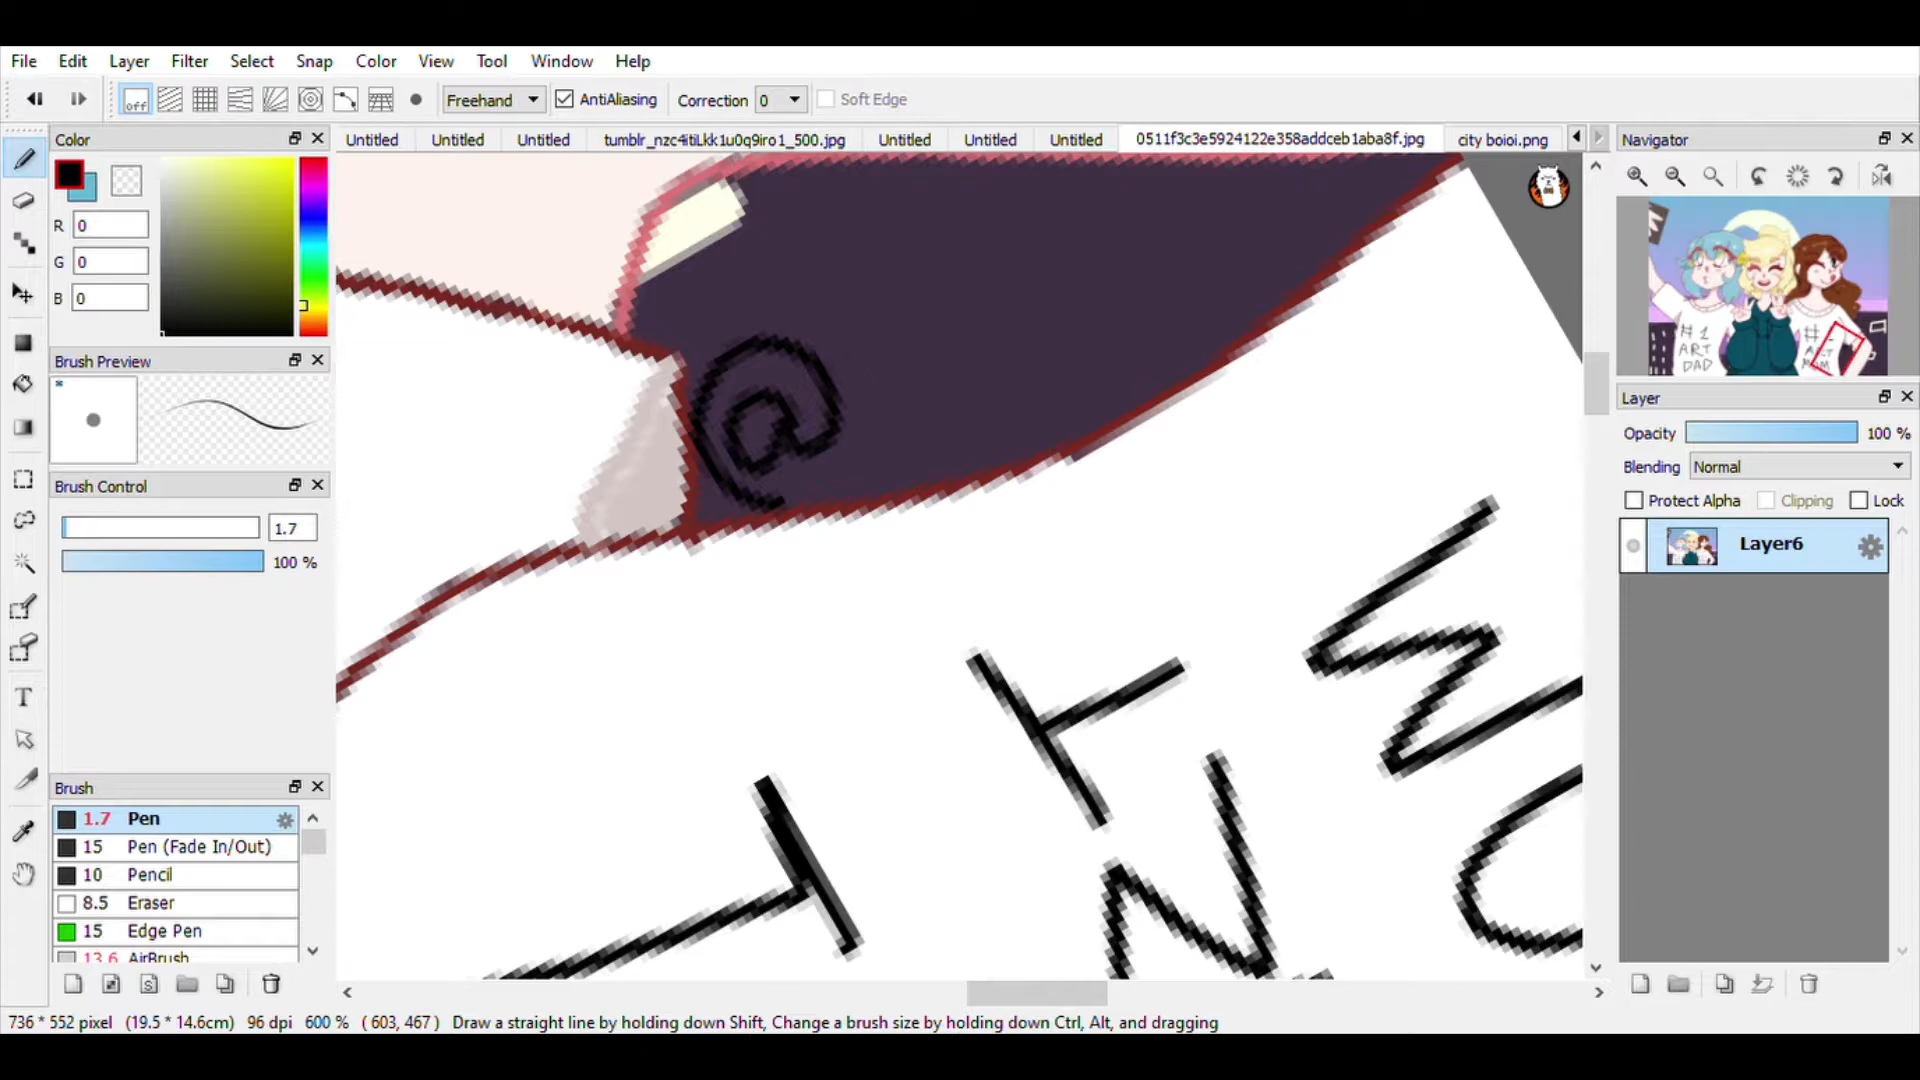 File Edit Layer Filter Select Snap Color View Tool Window Help
off Freehand AntiAliasing Correction 0 Soft Edge
Color
Untitled Untitled Untitled tumblr_nzc4itiLkk1u0q9iro1_500.jpg Untitled Untitled Untitled 0511f3c3e5924122e358addceb1aba8f.jpg city boioi.png
Navigator
R 0
G 0
B 0
# 1
ART
DAD
Brush Preview
Layer
Opacity 100 %
Blending Normal
Protect Alpha Clipping Lock
Layer6
Brush Control
1.7
100 %
@
Brush
1.7 Pen
15 Pen (Fade In/Out)
10 Pencil
8.5 Eraser
15 Edge Pen
13.6 AirBrush
736 * 552 pixel (19.5 * 14.6cm) 96 dpi 600 % ( 603, 467 ) Draw a straight line by holding down Shift, Change a brush size by holding down Ctrl, Alt, and dragging